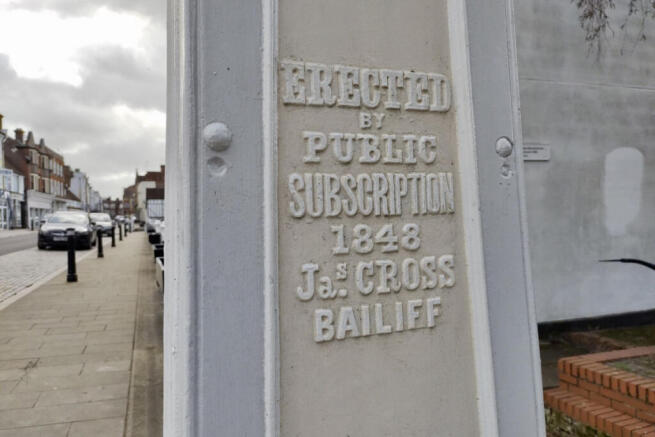 ERECTED
BY
PUBLIC
SUBSCRIPTION
1848
Jas. CROSS
BAILIFF